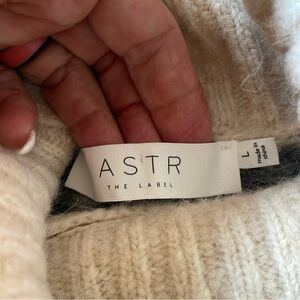 ASTR
THE LABEL
L
made in
china